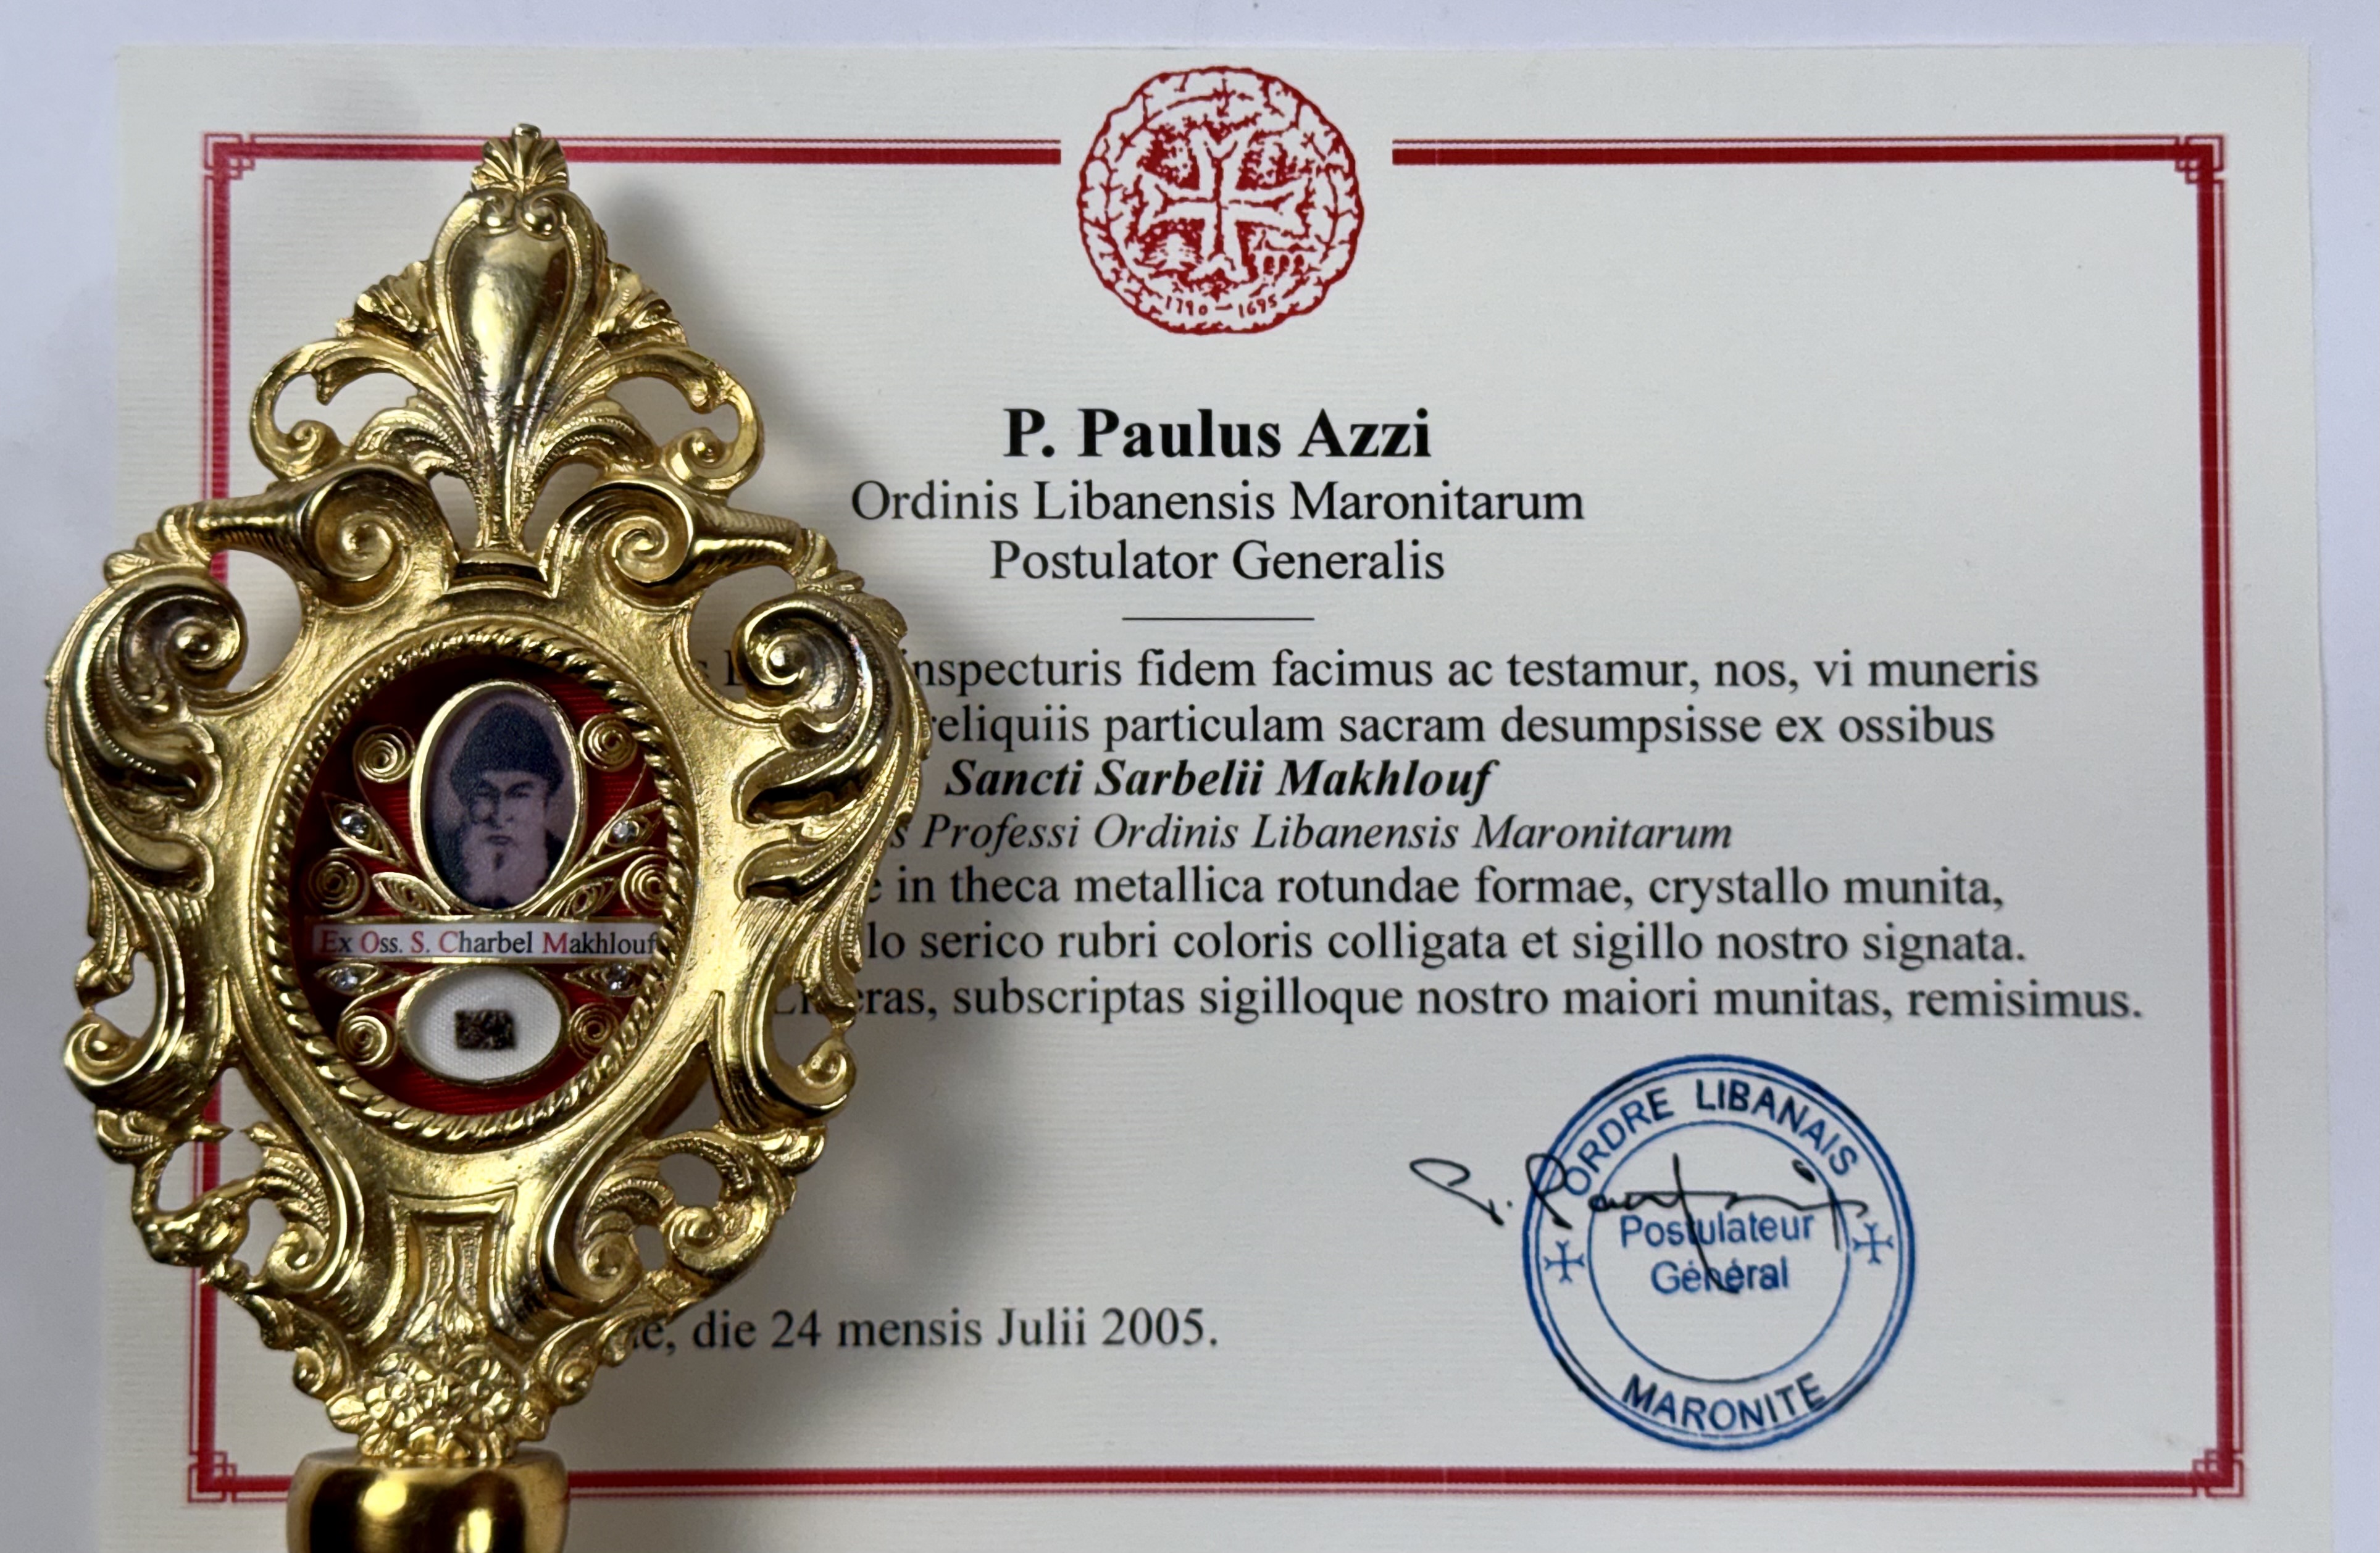 1790 — 1695
P. Paulus Azzi
Ordinis Libanensis Maronitarum
Postulator Generalis
inspecturis fidem facimus ac testamur, nos, vi muneris
reliquiis particulam sacram desumpsisse ex ossibus
Sancti Sarbelii Makhlouf
Professi Ordinis Libanensis Maronitarum
in theca metallica rotundae formae, crystallo munita,
serico rubri coloris colligata et sigillo nostro signata.
subscriptas sigilloque nostro maiori munitas, remisimus.
Ex Oss. S. Charbel Makhlouf
ORDRE LIBANAIS
Postulateur
Général
MARONITE
die 24 mensis Julii 2005.